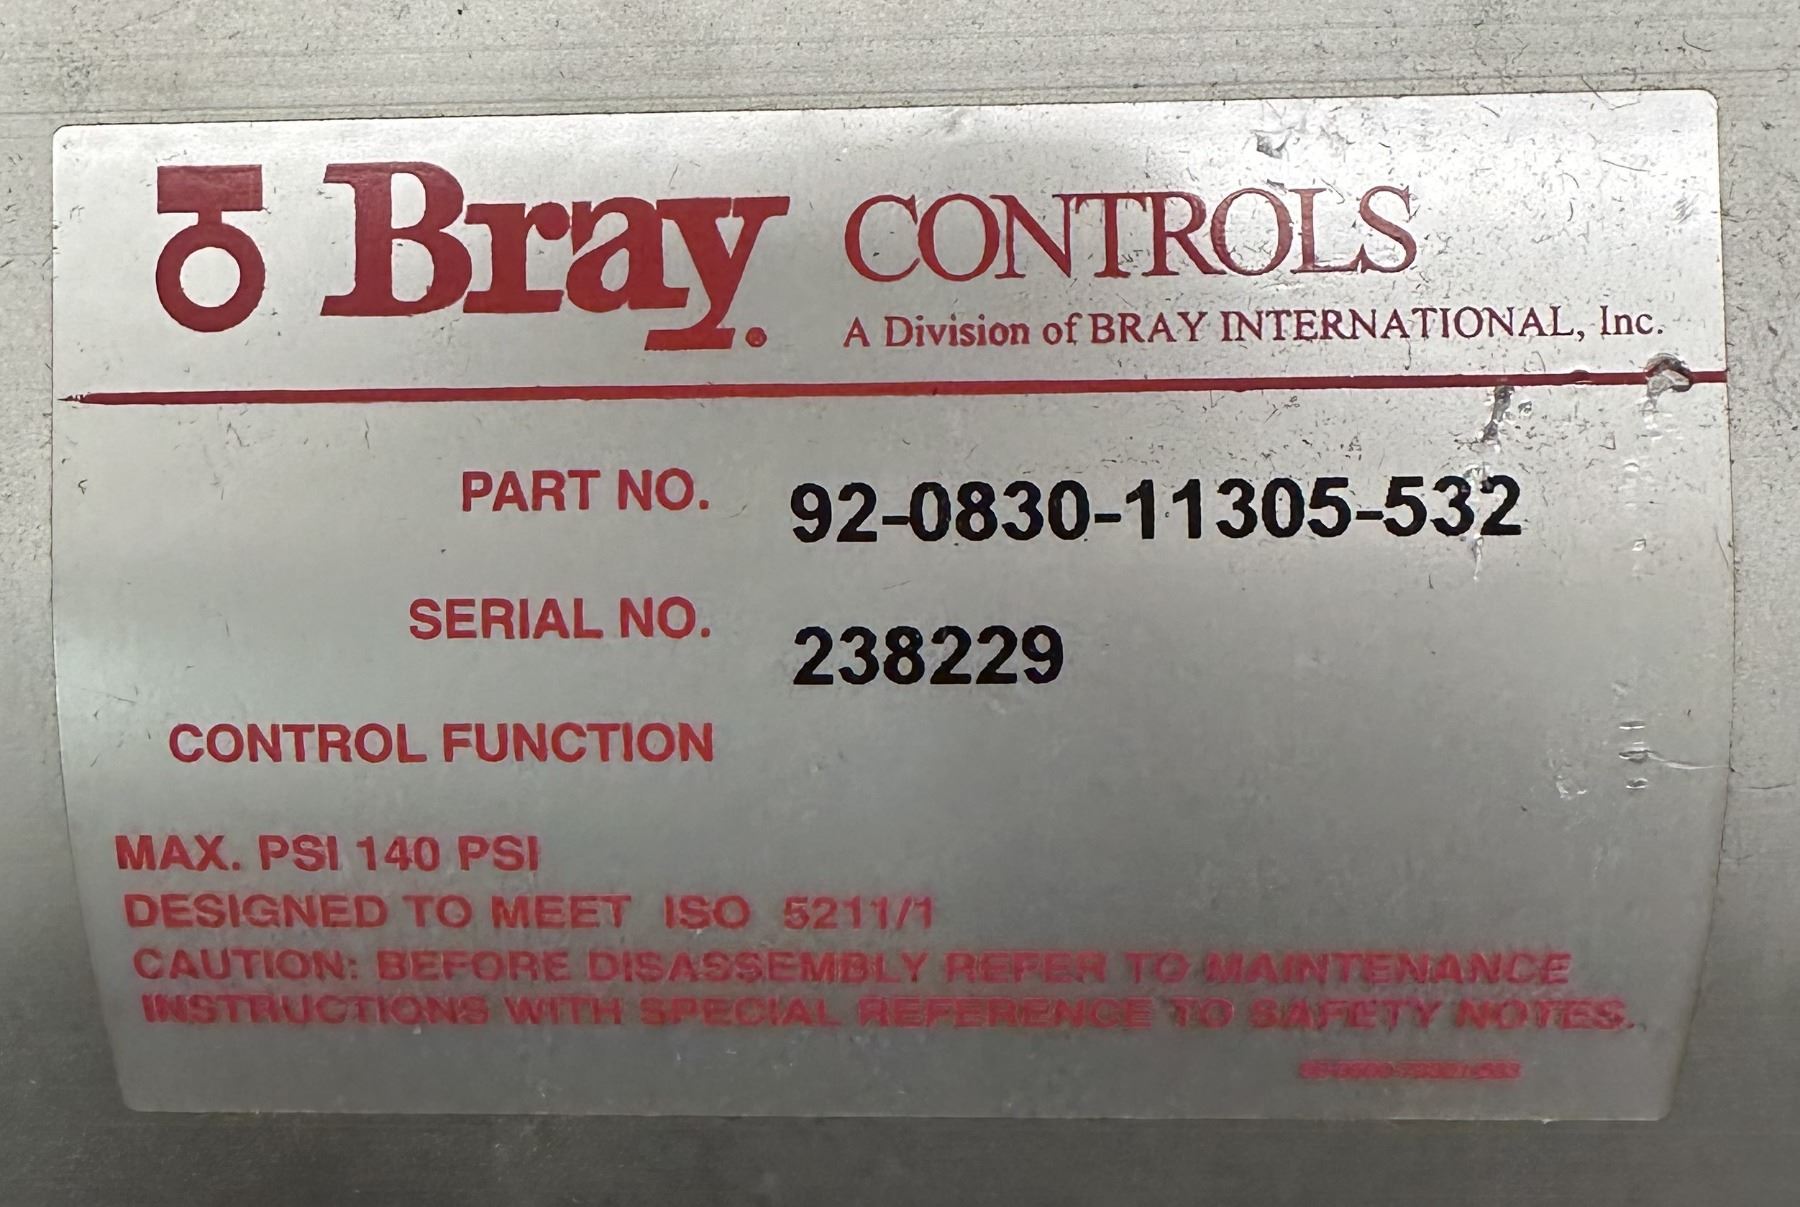 Bray® CONTROLS
A Division of BRAY INTERNATIONAL, Inc.
PART NO. 92-0830-11305-532
SERIAL NO. 238229
CONTROL FUNCTION
MAX. PSI 140 PSI
DESIGNED TO MEET ISO 5211/1
CAUTION: BEFORE DISASSEMBLY REFER TO MAINTENANCE
INSTRUCTIONS WITH SPECIAL REFERENCE TO SAFETY NOTES.